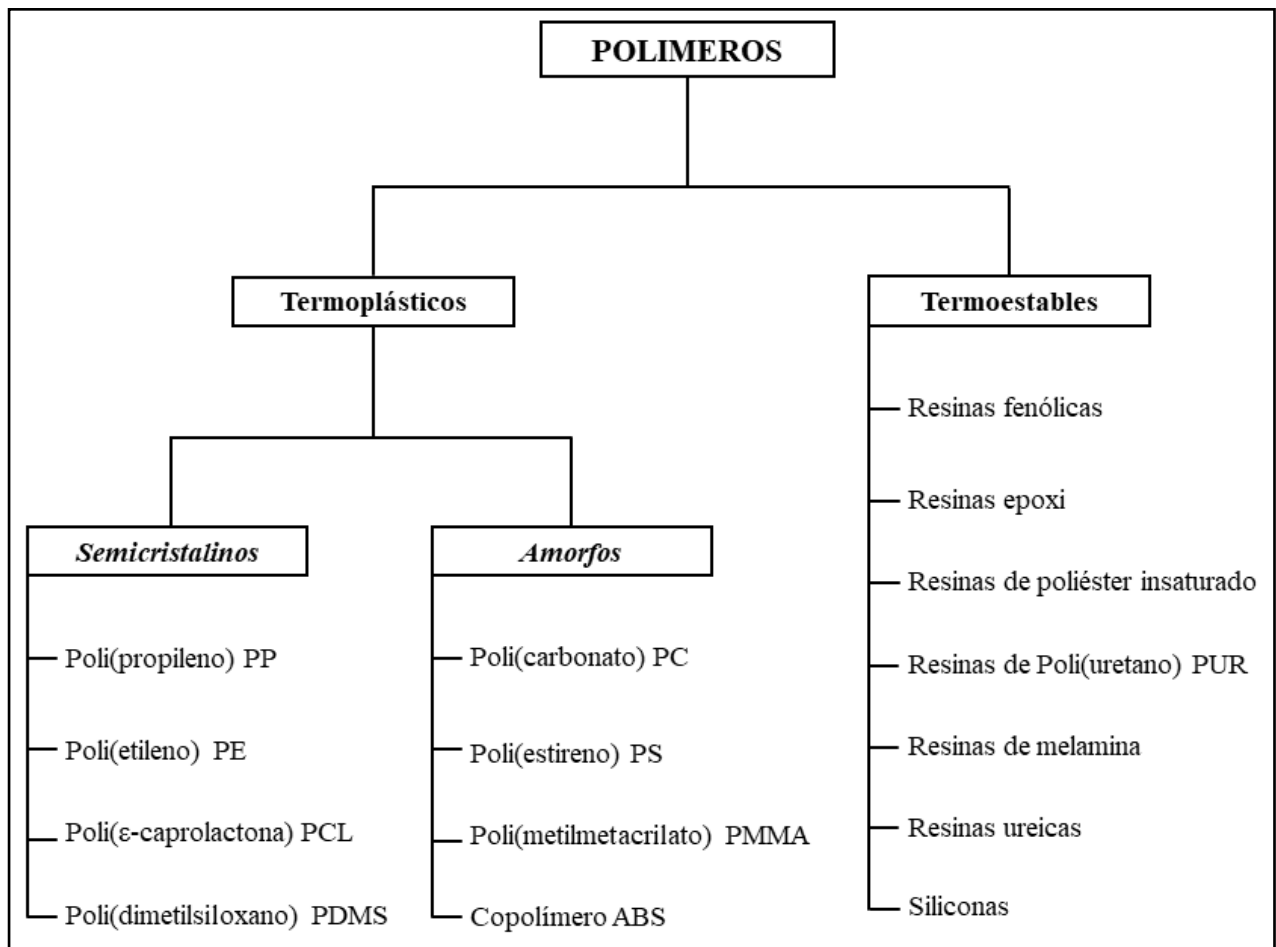 POLIMEROS
Termoplásticos
Termoestables
Semicristalinos
Poli(propileno) PP
Poli(etileno) PE
Poli(ε-caprolactona) PCL
Poli(dimetilsiloxano) PDMS
Amorfos
Poli(carbonato) PC
Poli(estireno) PS
Poli(metilmetacrilato) PMMA
Copolímero ABS
Resinas fenólicas
Resinas epoxi
Resinas de poliéster insaturado
Resinas de Poli(uretano) PUR
Resinas de melamina
Resinas ureicas
Siliconas